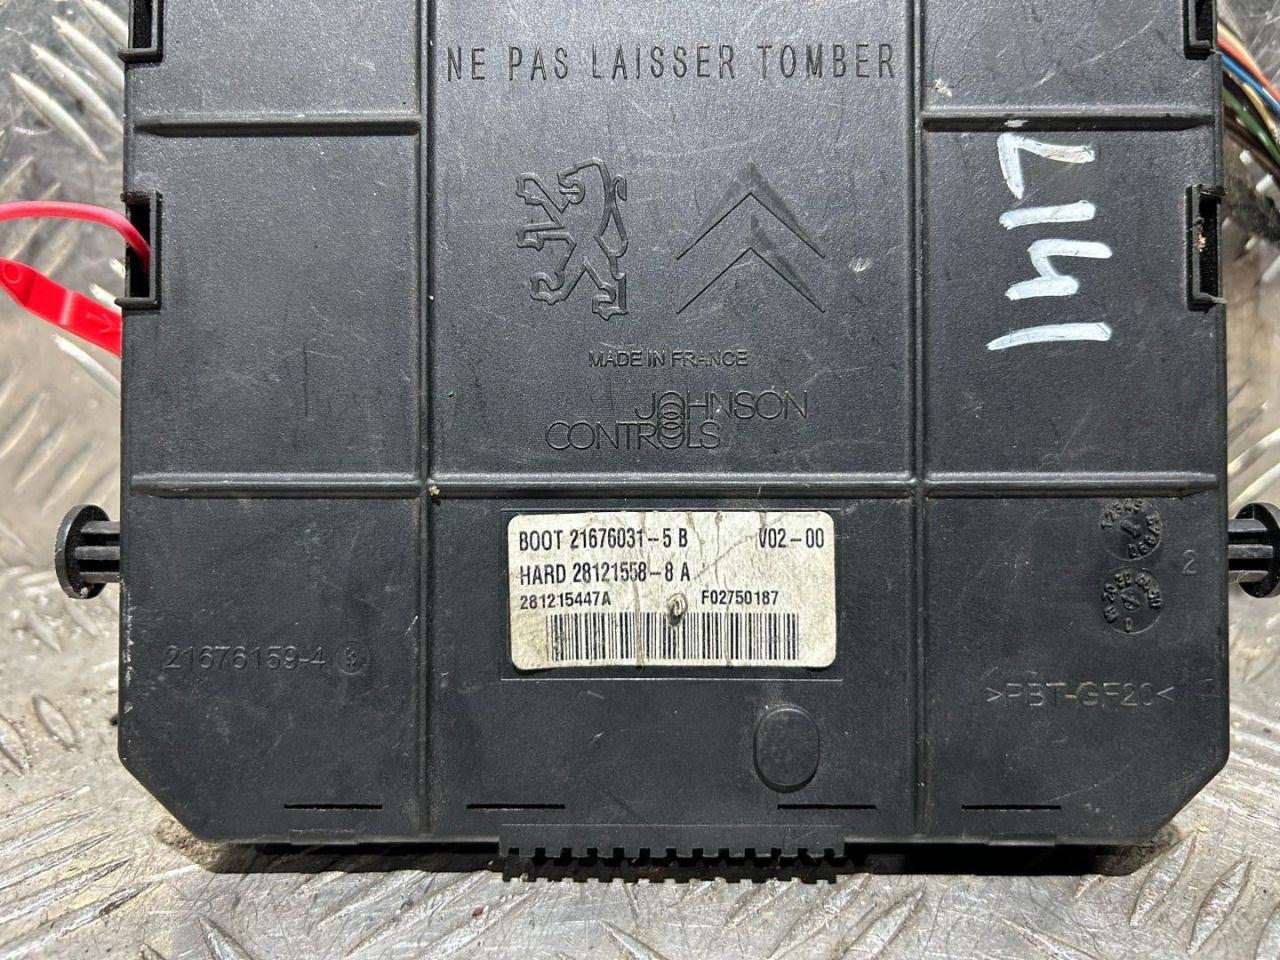 NE PAS LAISSER TOMBER
MADE IN FRANCE
JOHNSON
CONTROLS
BOOT 21676031-5 B V02-00
HARD 28121558-8 A
281215447A F02750187
21676159-4
2
>PBT-GF20<